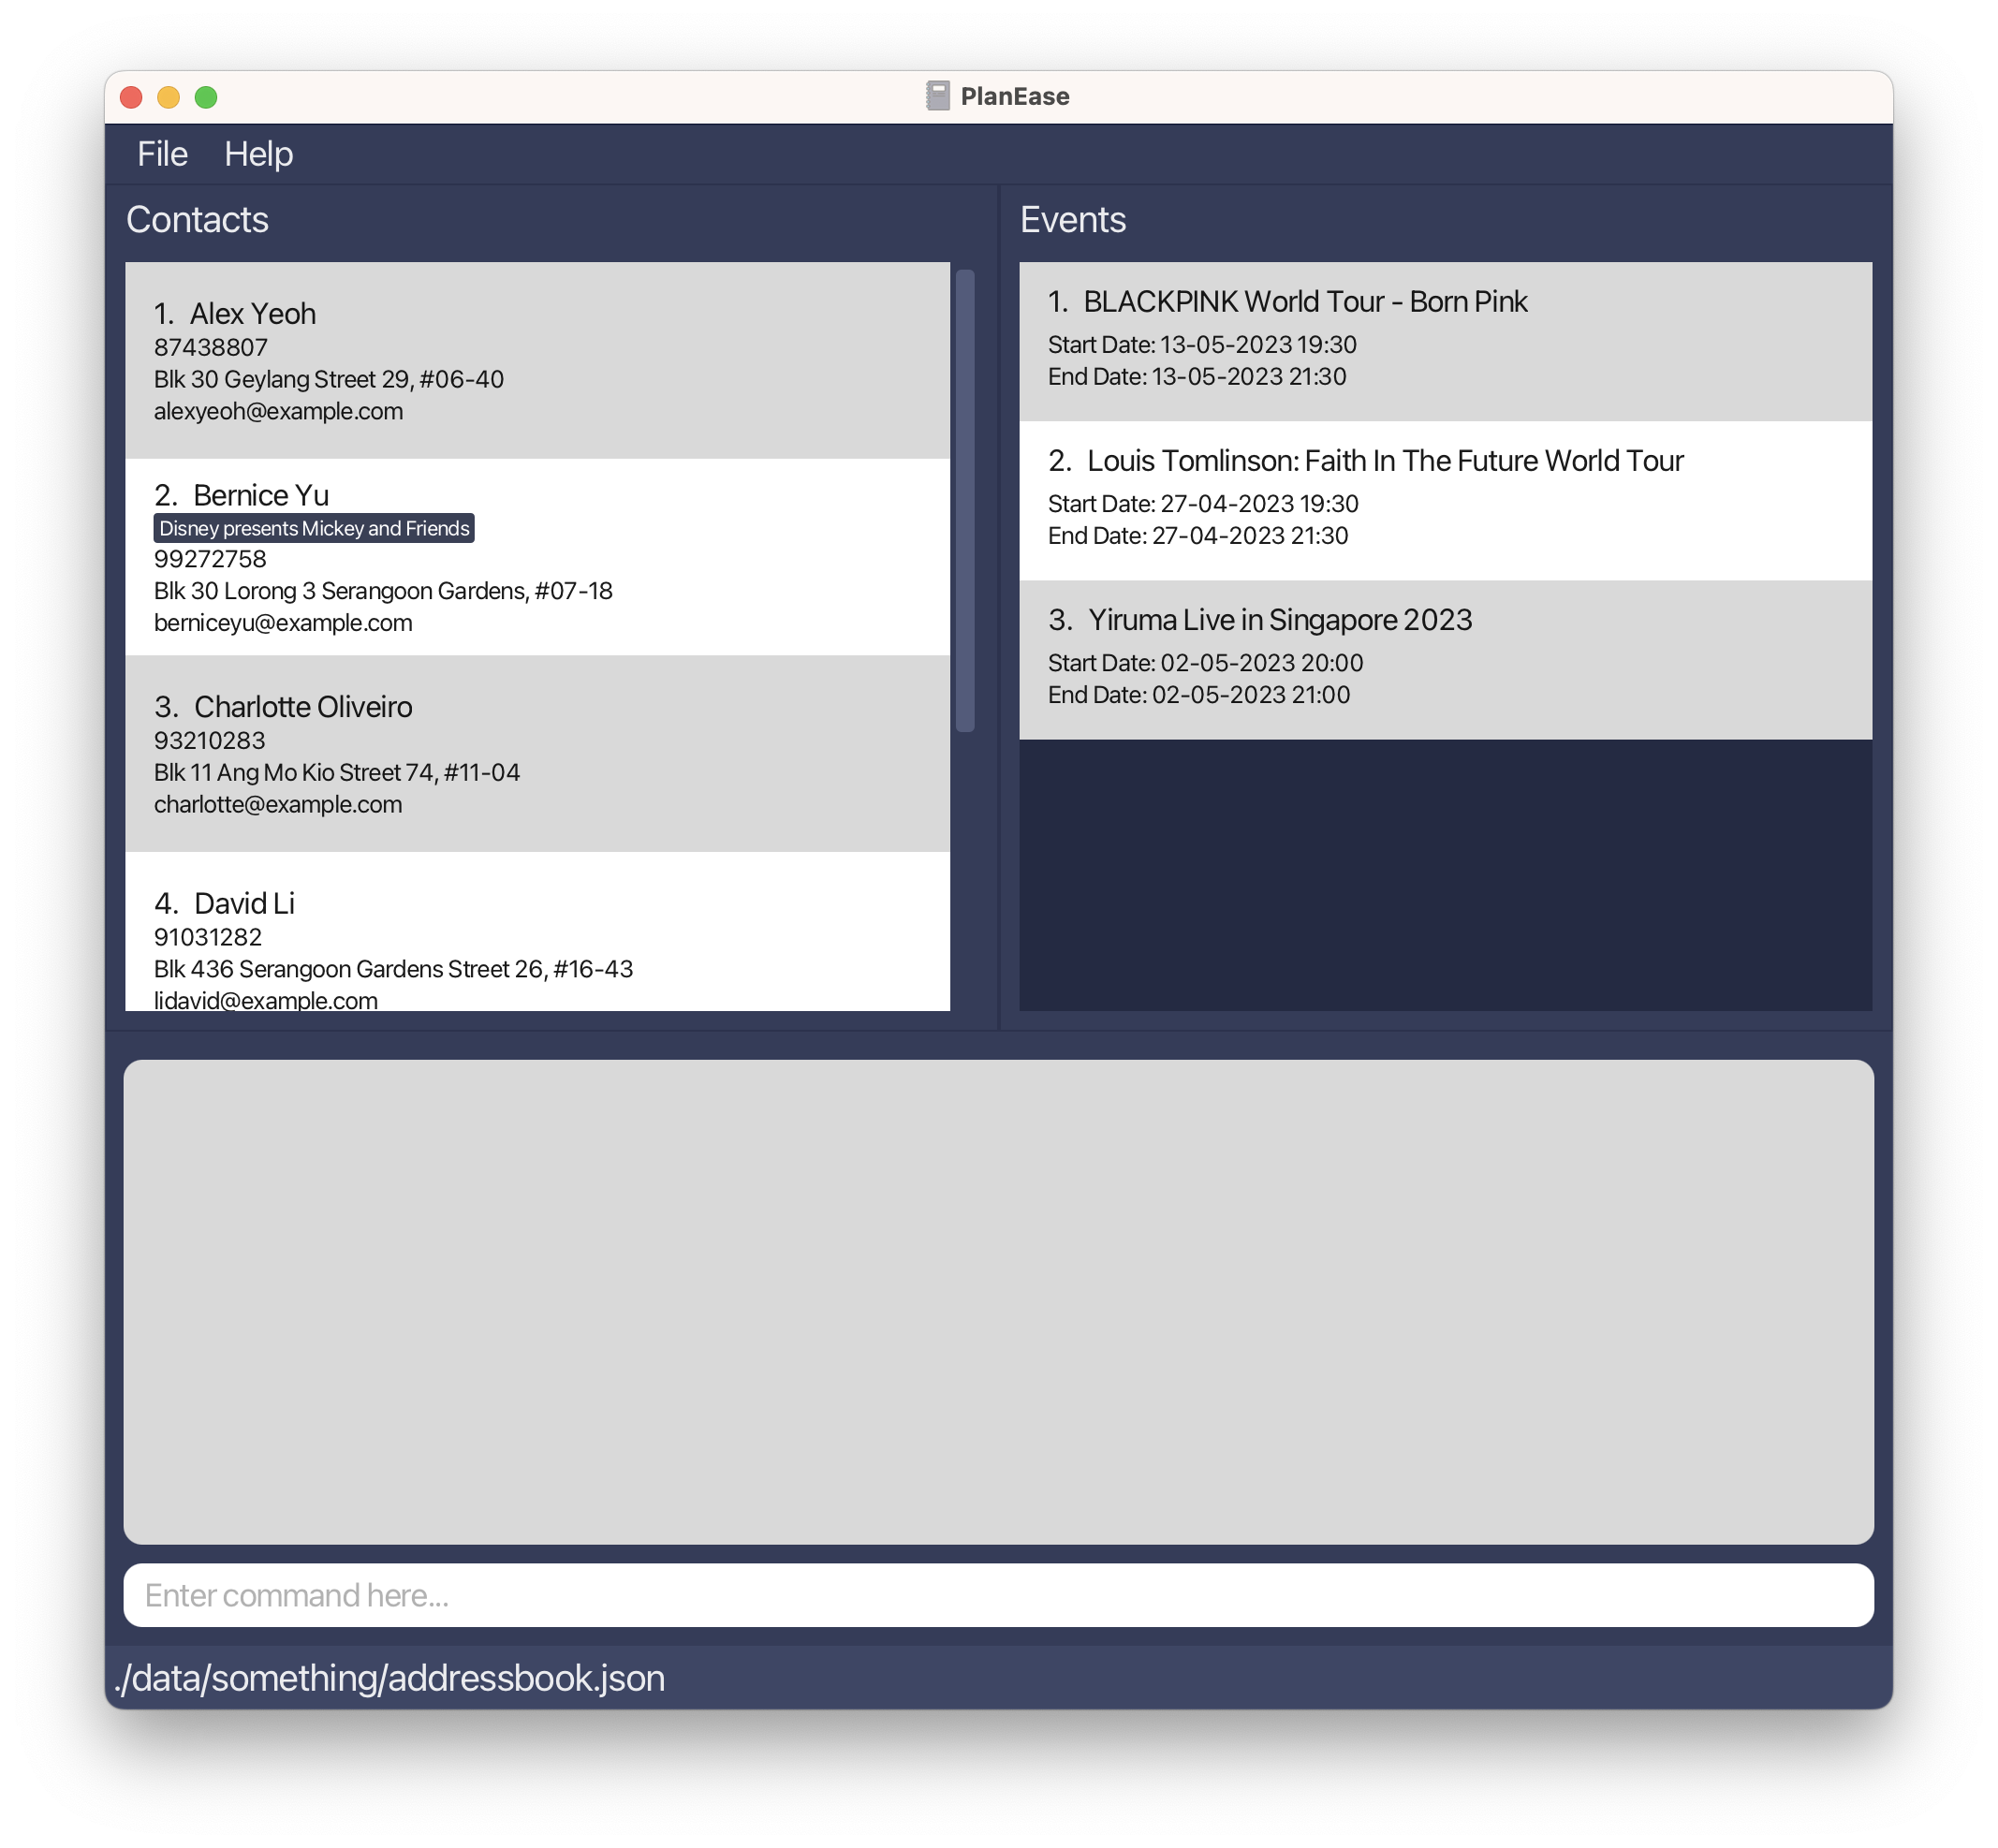 PlanEase
File Help
Contacts
1. Alex Yeoh
87438807
Blk 30 Geylang Street 29, #06-40
alexyeoh@example.com
2. Bernice Yu
Disney presents Mickey and Friends
99272758
Blk 30 Lorong 3 Serangoon Gardens, #07-18
berniceyu@example.com
3. Charlotte Oliveiro
93210283
Blk 11 Ang Mo Kio Street 74, #11-04
charlotte@example.com
4. David Li
91031282
Blk 436 Serangoon Gardens Street 26, #16-43
lidavid@example.com
Events
1. BLACKPINK World Tour - Born Pink
Start Date: 13-05-2023 19:30
End Date: 13-05-2023 21:30
2. Louis Tomlinson: Faith In The Future World Tour
Start Date: 27-04-2023 19:30
End Date: 27-04-2023 21:30
3. Yiruma Live in Singapore 2023
Start Date: 02-05-2023 20:00
End Date: 02-05-2023 21:00
Enter command here...
./data/something/addressbook.json